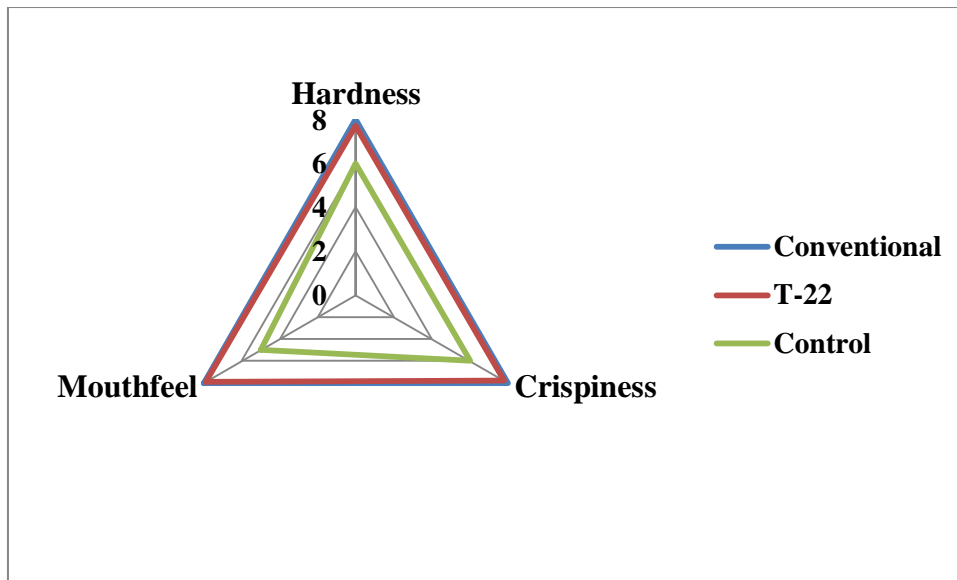 Hardness
8
6
4
2
0
Mouthfeel
Crispiness
Conventional
T-22
Control